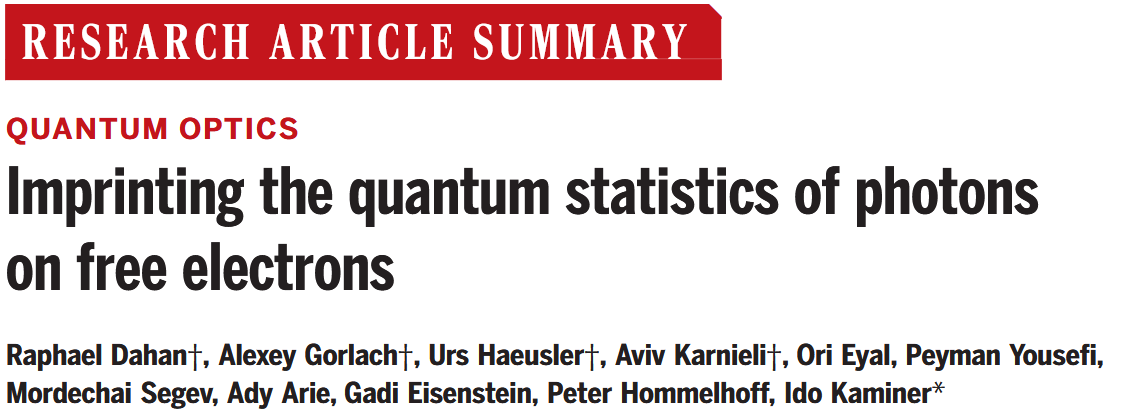 RESEARCH ARTICLE SUMMARY
QUANTUM OPTICS
Imprinting the quantum statistics of photons
on free electrons
Raphael Dahan†, Alexey Gorlach†, Urs Haeusler†, Aviv Karnieli†, Ori Eyal, Peyman Yousefi,
Mordechai Segev, Ady Arie, Gadi Eisenstein, Peter Hommelhoff, Ido Kaminer*